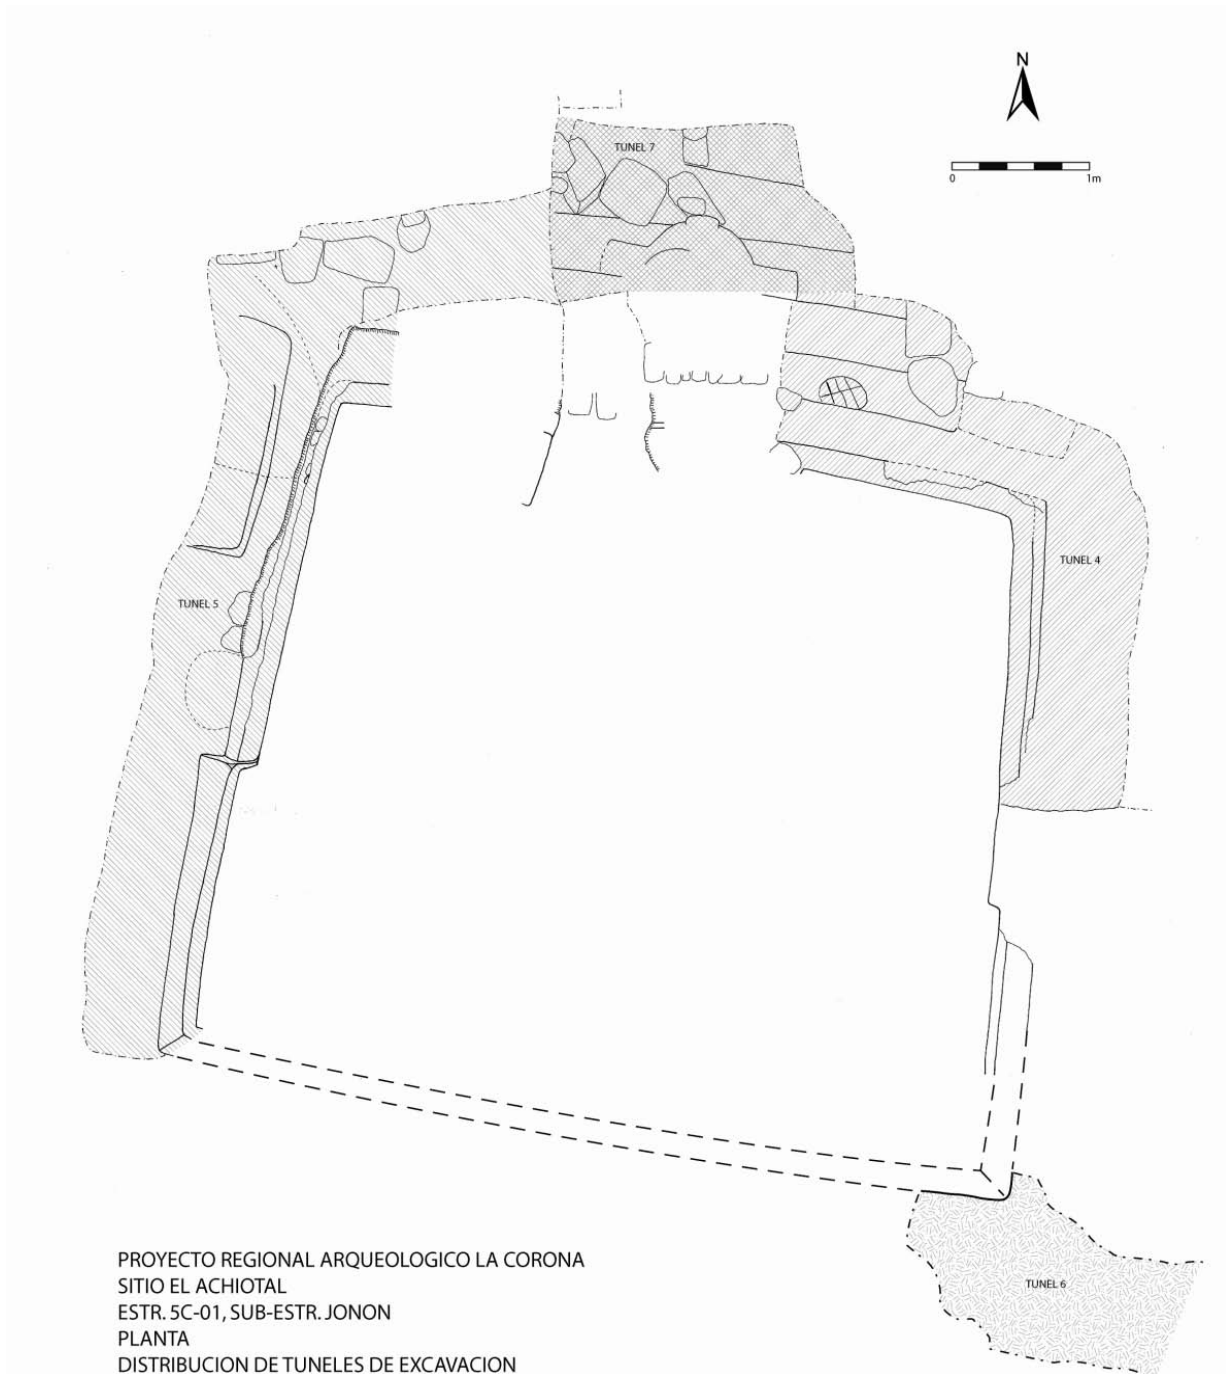 N
0 1m
TUNEL 7
TUNEL 4
TUNEL 5
TUNEL 6
PROYECTO REGIONAL ARQUEOLOGICO LA CORONA
SITIO EL ACHIOTAL
ESTR. 5C-01, SUB-ESTR. JONON
PLANTA
DISTRIBUCION DE TUNELES DE EXCAVACION